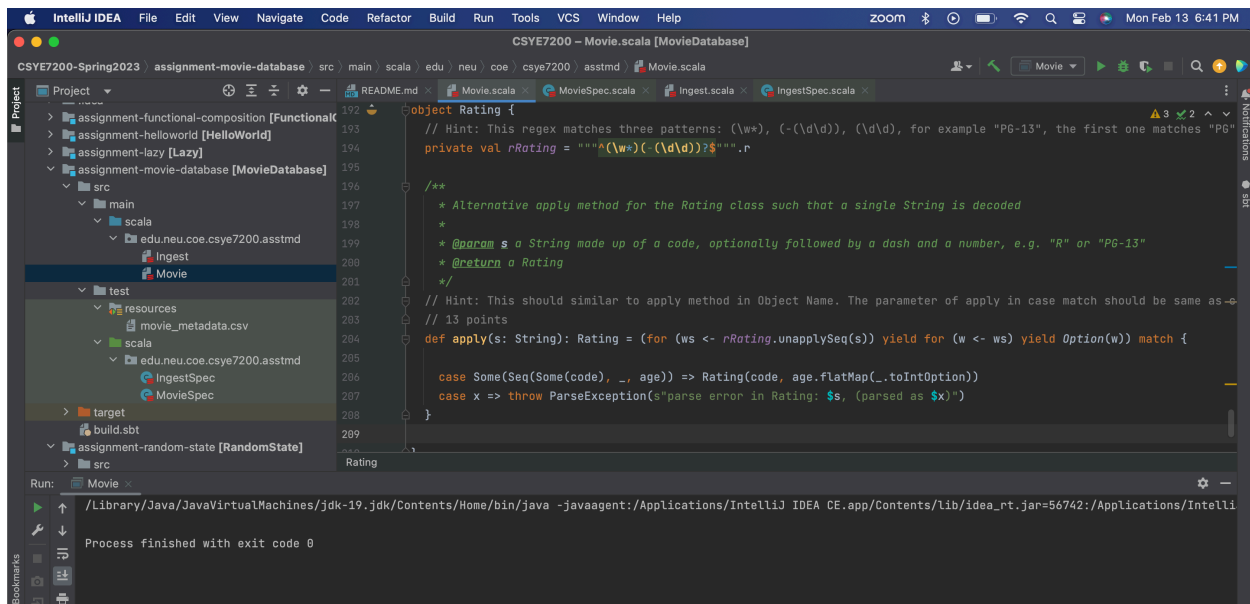 IntelliJ IDEA File Edit View Navigate Code Refactor Build Run Tools VCS Window Help zoom Mon Feb 13 6:41 PM
CSYE7200 – Movie.scala [MovieDatabase]
CSYE7200-Spring2023 assignment-movie-database src main scala edu neu coe csye7200 asstmd Movie.scala Movie
Project README.md Movie.scala MovieSpec.scala Ingest.scala IngestSpec.scala
Project
assignment-functional-composition [Functional
assignment-helloworld [HelloWorld]
assignment-lazy [Lazy]
assignment-movie-database [MovieDatabase]
src
main
scala
edu.neu.coe.csye7200.asstmd
Ingest
Movie
test
resources
movie_metadata.csv
scala
edu.neu.coe.csye7200.asstmd
IngestSpec
MovieSpec
target
build.sbt
assignment-random-state [RandomState]
src
192 object Rating {
193 // Hint: This regex matches three patterns: (\w*), (-(\d\d)), (\d\d), for example "PG-13", the first one matches "PG"
194 private val rRating = """^(\w*)(-(\d\d))?$""".r
195
196 /**
197 * Alternative apply method for the Rating class such that a single String is decoded
198 *
199 * @param s a String made up of a code, optionally followed by a dash and a number, e.g. "R" or "PG-13"
200 * @return a Rating
201 */
202 // Hint: This should similar to apply method in Object Name. The parameter of apply in case match should be same as
203 // 13 points
204 def apply(s: String): Rating = (for (ws <- rRating.unapplySeq(s)) yield for (w <- ws) yield Option(w)) match {
205
206 case Some(Seq(Some(code), _, age)) => Rating(code, age.flatMap(_.toIntOption))
207 case x => throw ParseException(s"parse error in Rating: $s, (parsed as $x)")
208 }
209
3 2
Notifications
sbt
Rating
Run: Movie
/Library/Java/JavaVirtualMachines/jdk-19.jdk/Contents/Home/bin/java -javaagent:/Applications/IntelliJ IDEA CE.app/Contents/lib/idea_rt.jar=56742:/Applications/Intelli
Process finished with exit code 0
Bookmarks